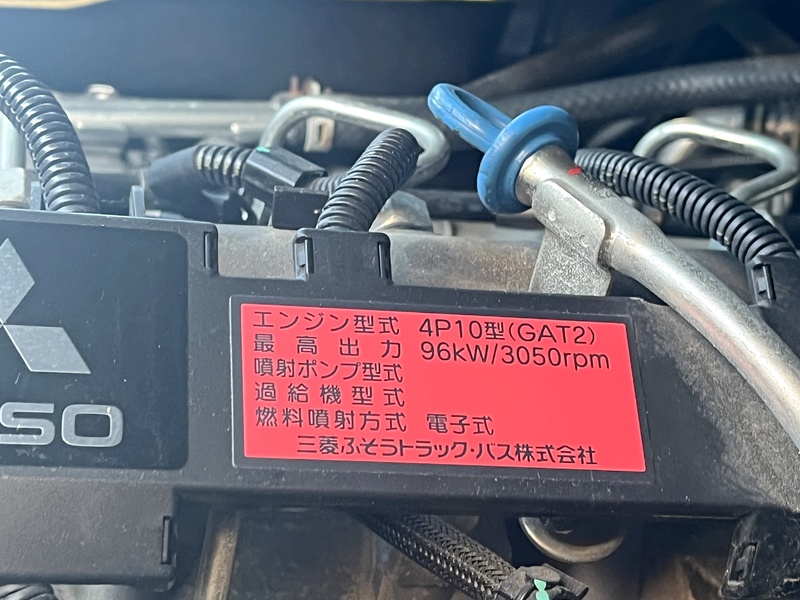 エンジン型式 4P10型(GAT2)
最高出力 96kW/3050rpm
噴射ポンプ型式
過給機型式
燃料噴射方式 電子式
三菱ふそうトラック・バス株式会社
SO